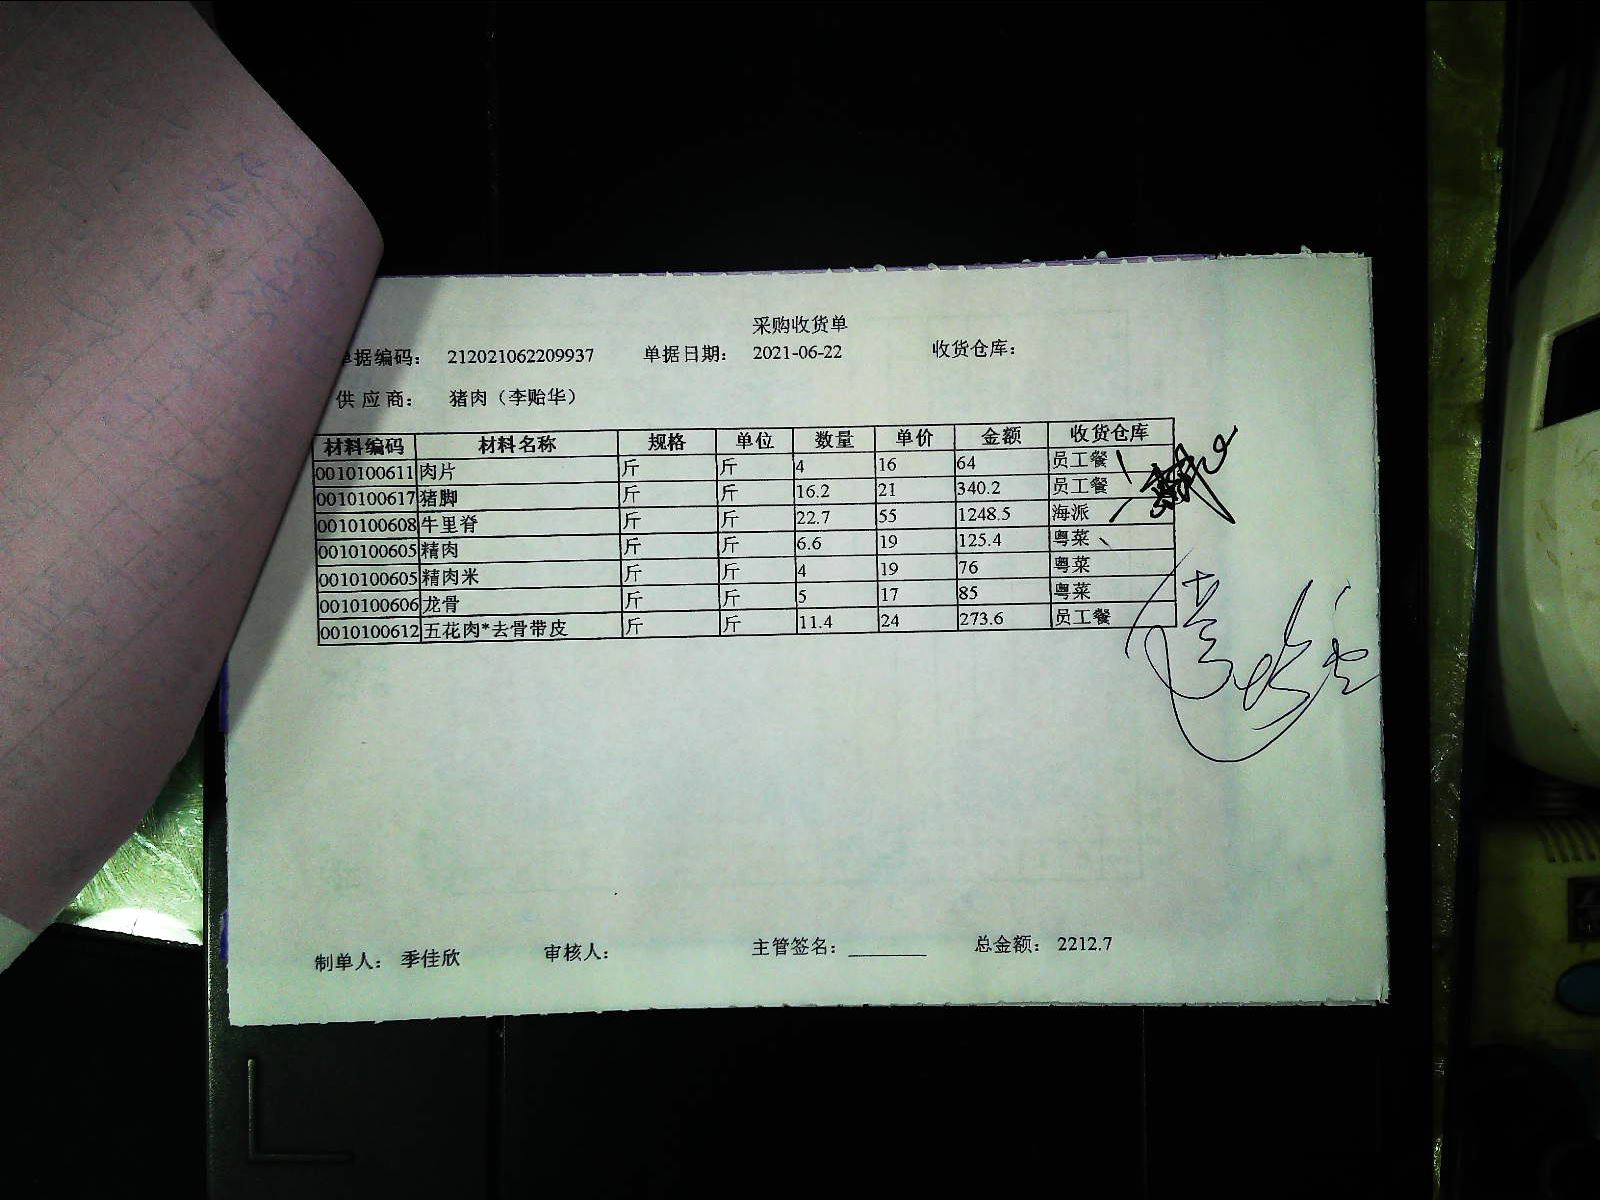 采购收货单
单据编码： 212021062209937 单据日期： 2021-06-22 收货仓库：
供应商： 猪肉（李贻华）
材料编码 材料名称 规格 单位 数量 单价 金额 收货仓库
0010100611 肉片 斤 斤 4 16 64 员工餐
0010100617 猪脚 斤 斤 16.2 21 340.2 员工餐
0010100608 牛里脊 斤 斤 22.7 55 1248.5 海派
0010100605 精肉 斤 斤 6.6 19 125.4 粤菜
0010100605 精肉米 斤 斤 4 19 76 粤菜
0010100606 龙骨 斤 斤 5 17 85 粤菜
0010100612 五花肉*去骨带皮 斤 斤 11.4 24 273.6 员工餐
制单人： 季佳欣 审核人： 主管签名： 总金额： 2212.7